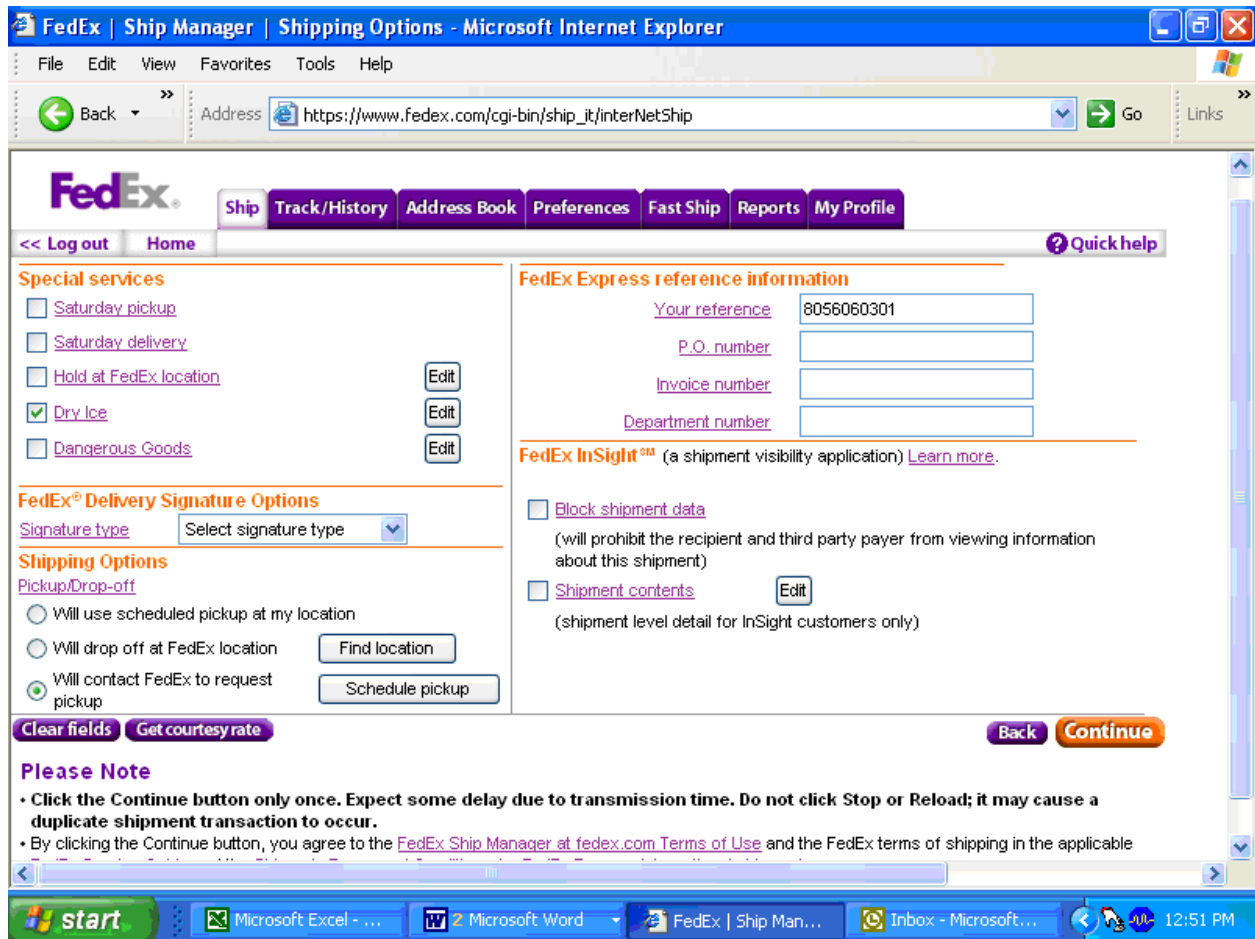 FedEx | Ship Manager | Shipping Options - Microsoft Internet Explorer
File Edit View Favorites Tools Help
Back Address https://www.fedex.com/cgi-bin/ship_it/interNetShip Go Links
FedEx®
Ship Track/History Address Book Preferences Fast Ship Reports My Profile
<< Log out Home Quick help
Special services
Saturday pickup
Saturday delivery
Hold at FedEx location Edit
Dry Ice Edit
Dangerous Goods Edit
FedEx® Delivery Signature Options
Signature type Select signature type
Shipping Options
Pickup/Drop-off
Will use scheduled pickup at my location
Will drop off at FedEx location Find location
Will contact FedEx to request
pickup Schedule pickup
FedEx Express reference information
Your reference 8056060301
P.O. number
Invoice number
Department number
FedEx InSight℠ (a shipment visibility application) Learn more.
Block shipment data
(will prohibit the recipient and third party payer from viewing information
about this shipment)
Shipment contents Edit
(shipment level detail for InSight customers only)
Clear fields Get courtesy rate Back Continue
Please Note
• Click the Continue button only once. Expect some delay due to transmission time. Do not click Stop or Reload; it may cause a
duplicate shipment transaction to occur.
• By clicking the Continue button, you agree to the FedEx Ship Manager at fedex.com Terms of Use and the FedEx terms of shipping in the applicable
start Microsoft Excel - ... 2 Microsoft Word FedEx | Ship Man... Inbox - Microsoft... 12:51 PM